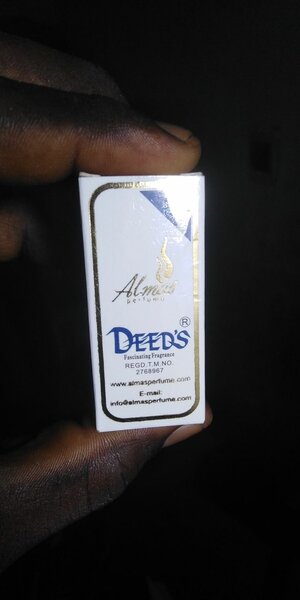 Almas
perfume
DEED'S®
Fascinating Fragrance
REGD.T.M.NO.
2768967
www.almasperfume.com
E-mail:
info@almasperfume.com